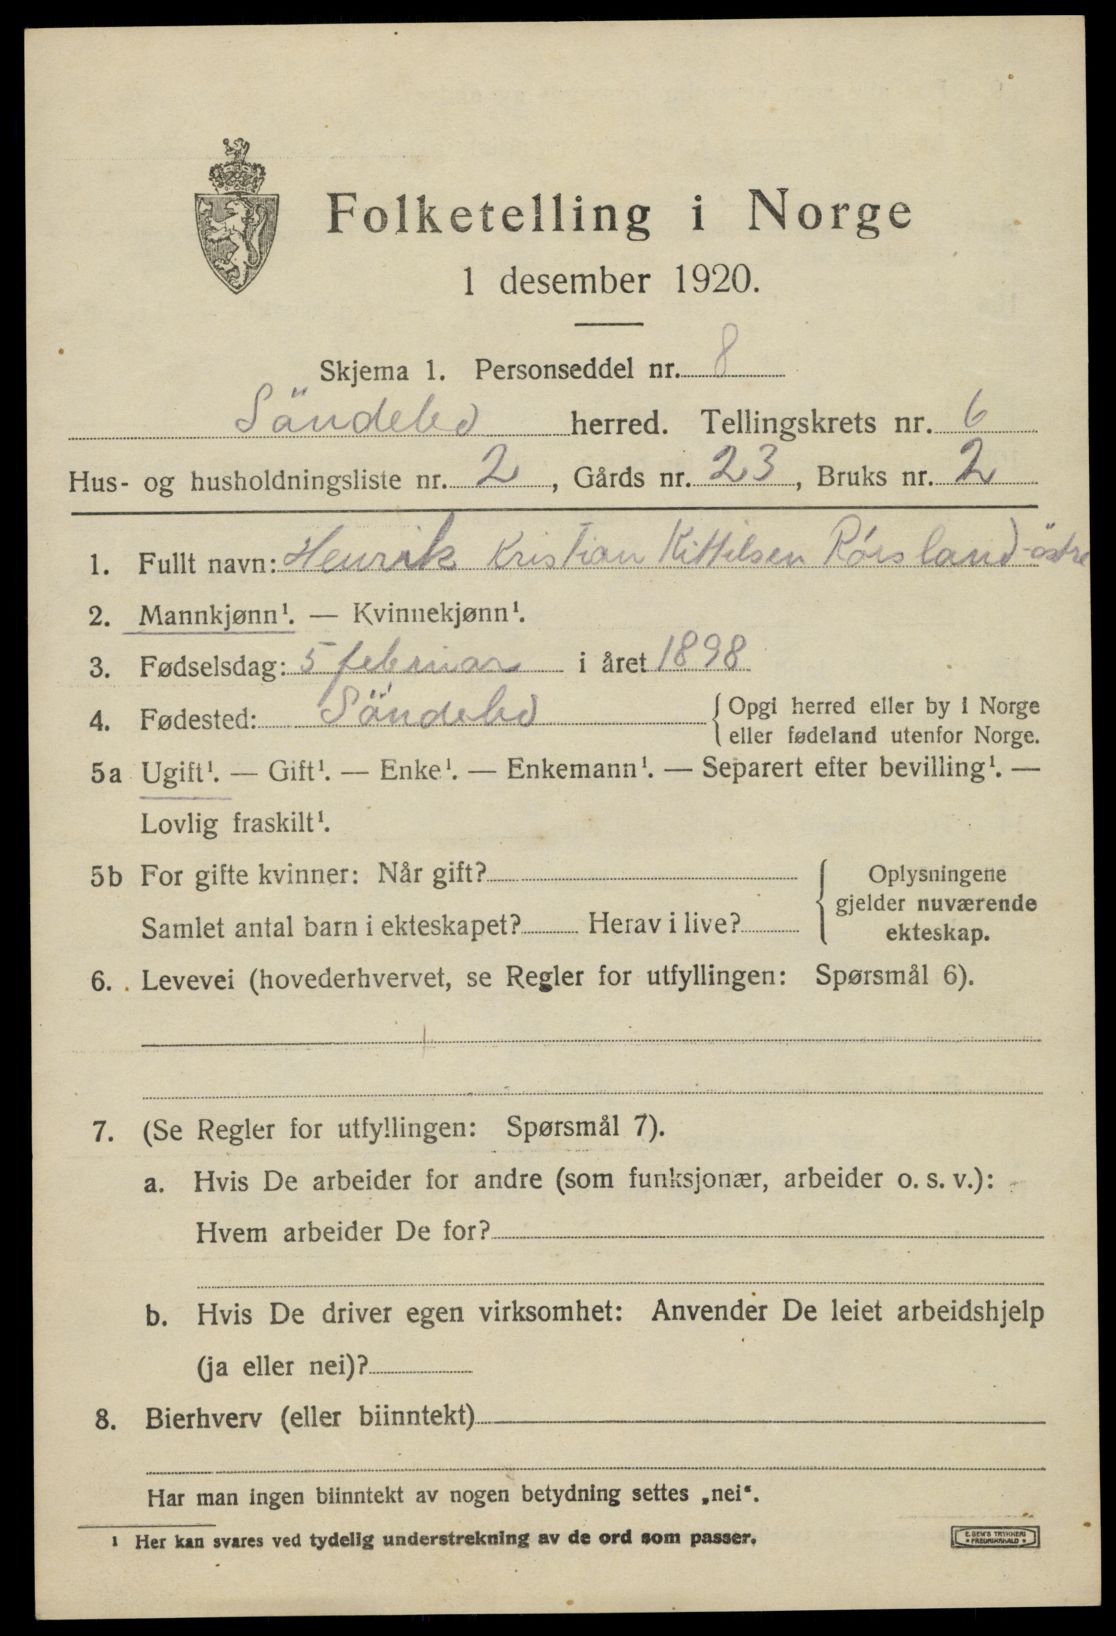 Folketelling i Norge
1 desember 1920.
Skjema 1. Personseddel nr. 8
Söndeled herred. Tellingskrets nr. 6
Hus- og husholdningsliste nr. 2, Gårds nr. 23, Bruks nr. 2
1. Fullt navn: Henrik Kristian Kittilsen Rörsland östre
2. Mannkjønn¹. — Kvinnekjønn¹.
3. Fødselsdag: 5 februar i året 1898
4. Fødested: Söndeled { Opgi herred eller by i Norge
eller fødeland utenfor Norge.
5a Ugift¹. — Gift¹. — Enke¹. — Enkemann¹. — Separert efter bevilling¹. —
Lovlig fraskilt¹.
5b For gifte kvinner: Når gift?
Samlet antal barn i ekteskapet? Herav i live?
{ Oplysningene
gjelder nuværende
ekteskap.
6. Levevei (hovederhvervet, se Regler for utfyllingen: Spørsmål 6).
7. (Se Regler for utfyllingen: Spørsmål 7).
a. Hvis De arbeider for andre (som funksjonær, arbeider o. s. v.):
Hvem arbeider De for?
b. Hvis De driver egen virksomhet: Anvender De leiet arbeidshjelp
(ja eller nei)?
8. Bierhverv (eller biinntekt)
Har man ingen biinntekt av nogen betydning settes „nei“.
¹ Her kan svares ved tydelig understrekning av de ord som passer.
E. SEM'S TRYKKERI
• FREDRIKSHALD •